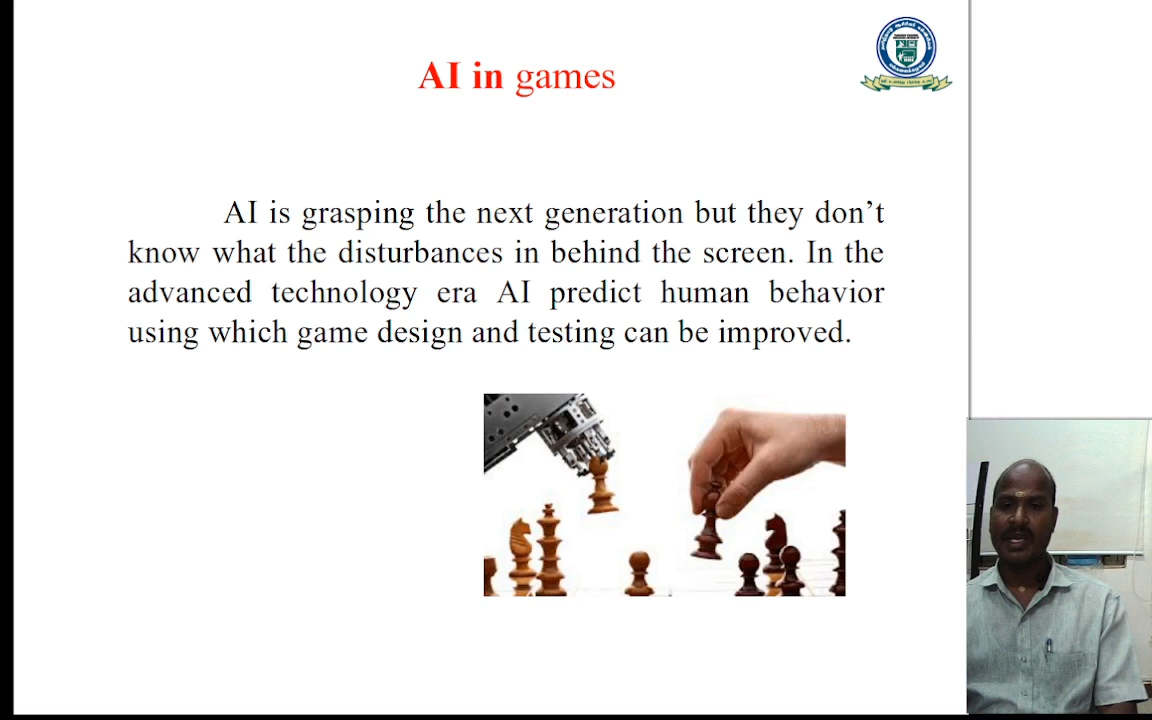 AI in games
AI is grasping the next generation but they don’t
know what the disturbances in behind the screen. In the
advanced technology era AI predict human behavior
using which game design and testing can be improved.